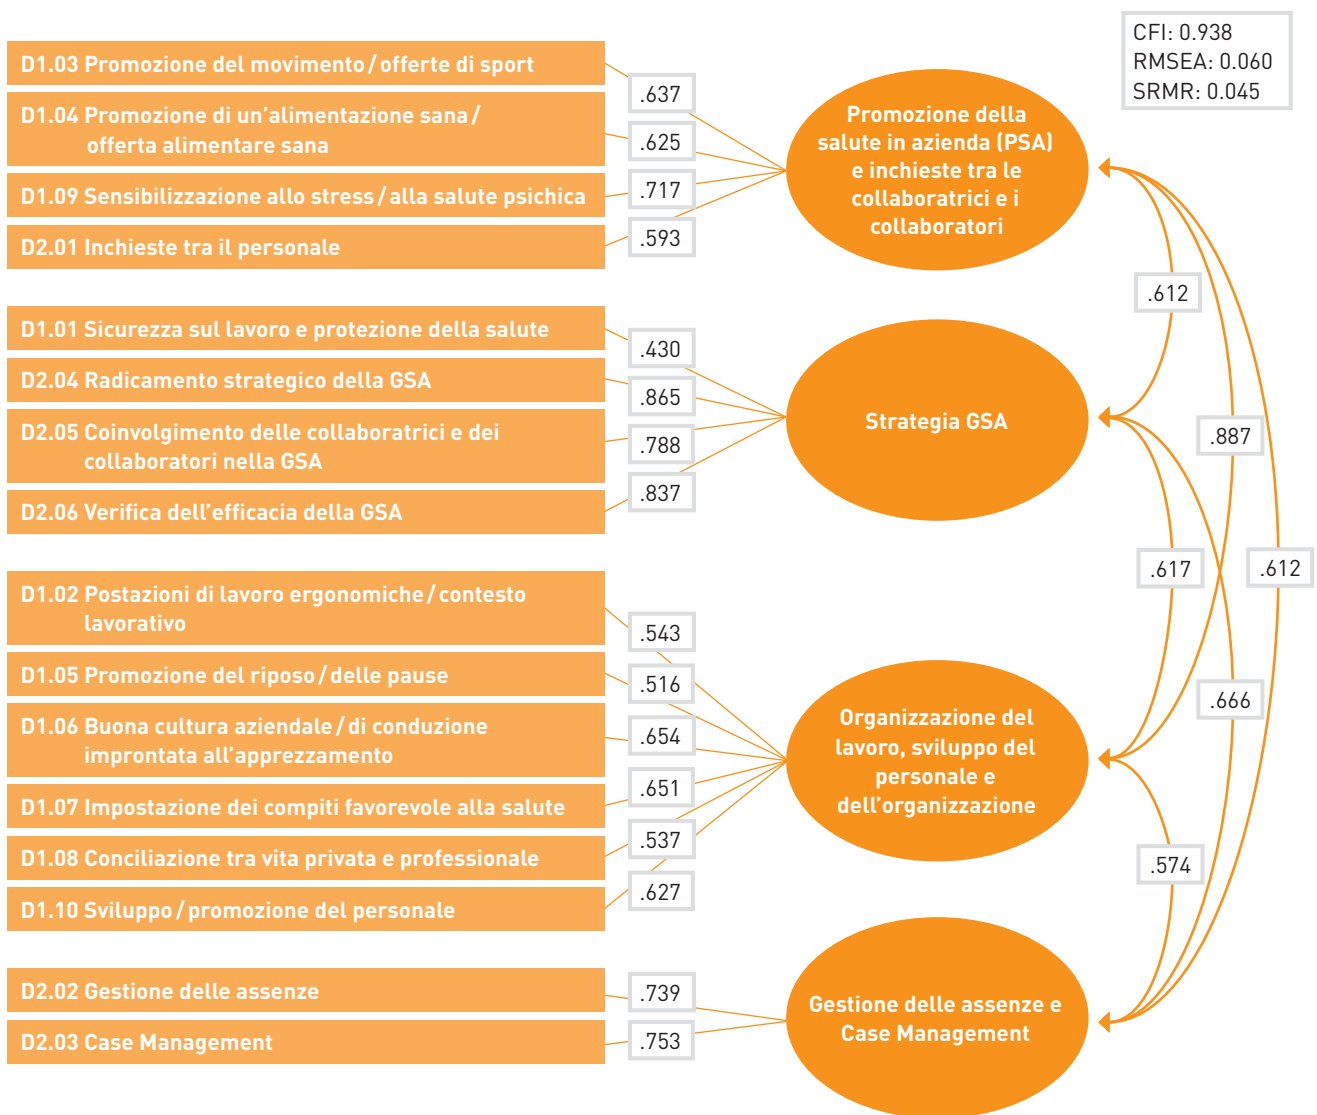 CFI: 0.938
RMSEA: 0.060
SRMR: 0.045
D1.03 Promozione del movimento/offerte di sport
D1.04 Promozione di un’alimentazione sana/
offerta alimentare sana
D1.09 Sensibilizzazione allo stress/alla salute psichica
D2.01 Inchieste tra il personale
.637
.625
.717
.593
Promozione della
salute in azienda (PSA)
e inchieste tra le
collaboratrici e i
collaboratori
D1.01 Sicurezza sul lavoro e protezione della salute
D2.04 Radicamento strategico della GSA
D2.05 Coinvolgimento delle collaboratrici e dei
collaboratori nella GSA
D2.06 Verifica dell’efficacia della GSA
.430
.865
.788
.837
Strategia GSA
D1.02 Postazioni di lavoro ergonomiche/contesto
lavorativo
D1.05 Promozione del riposo/delle pause
D1.06 Buona cultura aziendale/di conduzione
improntata all’apprezzamento
D1.07 Impostazione dei compiti favorevole alla salute
D1.08 Conciliazione tra vita privata e professionale
D1.10 Sviluppo/promozione del personale
.543
.516
.654
.651
.537
.627
Organizzazione del
lavoro, sviluppo del
personale e
dell’organizzazione
D2.02 Gestione delle assenze
D2.03 Case Management
.739
.753
Gestione delle assenze e
Case Management
.612
.887
.617
.612
.666
.574